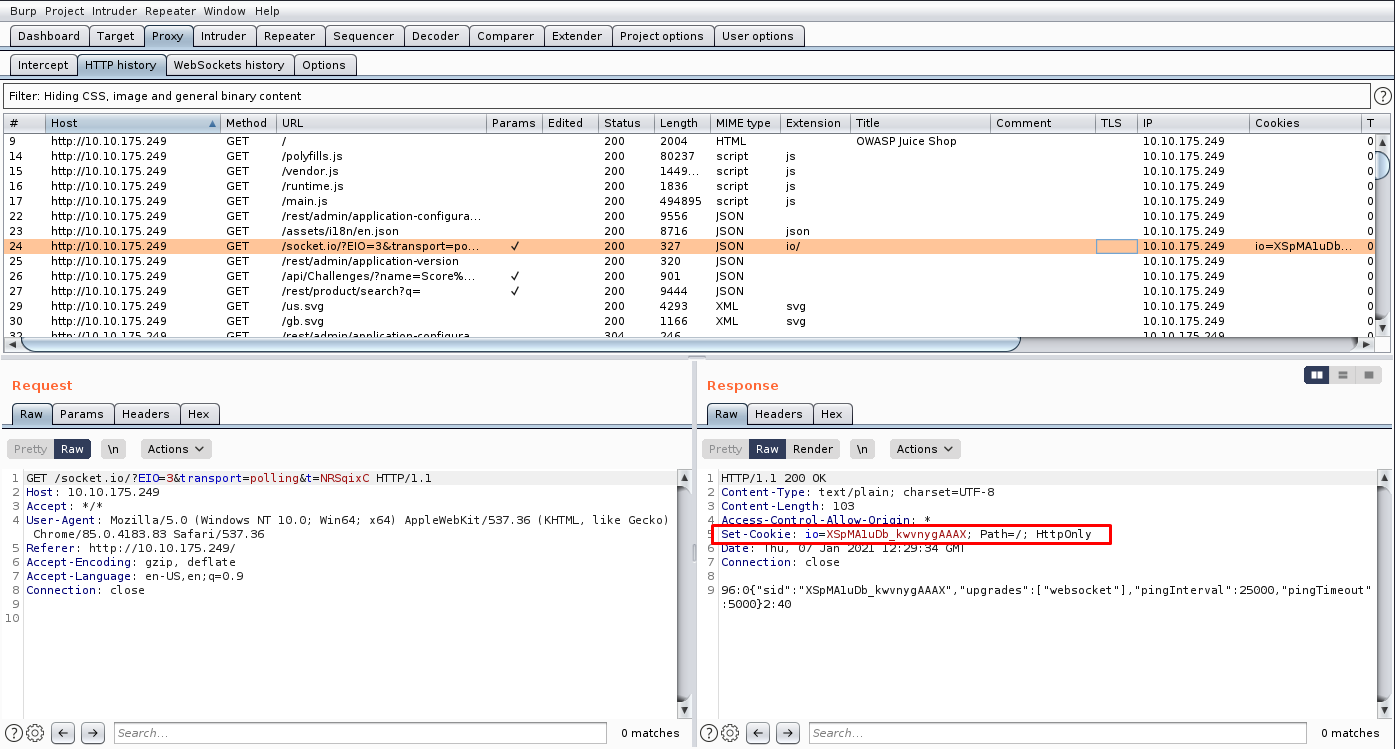 Burp Project Intruder Repeater Window Help
Dashboard Target Proxy Intruder Repeater Sequencer Decoder Comparer Extender Project options User options
Intercept HTTP history WebSockets history Options
Filter: Hiding CSS, image and general binary content ?
# Host Method URL Params Edited Status Length MIME type Extension Title Comment TLS IP Cookies T
9 http://10.10.175.249 GET / 200 2004 HTML OWASP Juice Shop 10.10.175.249 0
14 http://10.10.175.249 GET /polyfills.js 200 80237 script js 10.10.175.249 0
15 http://10.10.175.249 GET /vendor.js 200 1449... script js 10.10.175.249 0
16 http://10.10.175.249 GET /runtime.js 200 1836 script js 10.10.175.249 0
17 http://10.10.175.249 GET /main.js 200 494895 script js 10.10.175.249 0
22 http://10.10.175.249 GET /rest/admin/application-configura... 200 9556 JSON 10.10.175.249 0
23 http://10.10.175.249 GET /assets/i18n/en.json 200 8716 JSON json 10.10.175.249 0
24 http://10.10.175.249 GET /socket.io/?EIO=3&transport=po... ✓ 200 327 JSON io/ 10.10.175.249 io=XSpMA1uDb... 0
25 http://10.10.175.249 GET /rest/admin/application-version 200 320 JSON 10.10.175.249 0
26 http://10.10.175.249 GET /api/Challenges/?name=Score%... ✓ 200 901 JSON 10.10.175.249 0
27 http://10.10.175.249 GET /rest/product/search?q= ✓ 200 9444 JSON 10.10.175.249 0
29 http://10.10.175.249 GET /us.svg 200 4293 XML svg 10.10.175.249 0
30 http://10.10.175.249 GET /gb.svg 200 1166 XML svg 10.10.175.249 0
32 http://10.10.175.249 GET /rest/admin/application-configura 304 246 10.10.175.249 0
Request
Raw Params Headers Hex
Pretty Raw \n Actions
1 GET /socket.io/?EIO=3&transport=polling&t=NRSqixC HTTP/1.1
2 Host: 10.10.175.249
3 Accept: */*
4 User-Agent: Mozilla/5.0 (Windows NT 10.0; Win64; x64) AppleWebKit/537.36 (KHTML, like Gecko)
Chrome/85.0.4183.83 Safari/537.36
5 Referer: http://10.10.175.249/
6 Accept-Encoding: gzip, deflate
7 Accept-Language: en-US,en;q=0.9
8 Connection: close
9
10
? Search... 0 matches
Response
Raw Headers Hex
Pretty Raw Render \n Actions
1 HTTP/1.1 200 OK
2 Content-Type: text/plain; charset=UTF-8
3 Content-Length: 103
4 Access-Control-Allow-Origin: *
5 Set-Cookie: io=XSpMA1uDb_kwvnygAAAX; Path=/; HttpOnly
6 Date: Thu, 07 Jan 2021 12:29:34 GMT
7 Connection: close
8
9 96:0{"sid":"XSpMA1uDb_kwvnygAAAX","upgrades":["websocket"],"pingInterval":25000,"pingTimeout"
:5000}2:40
? Search... 0 matches